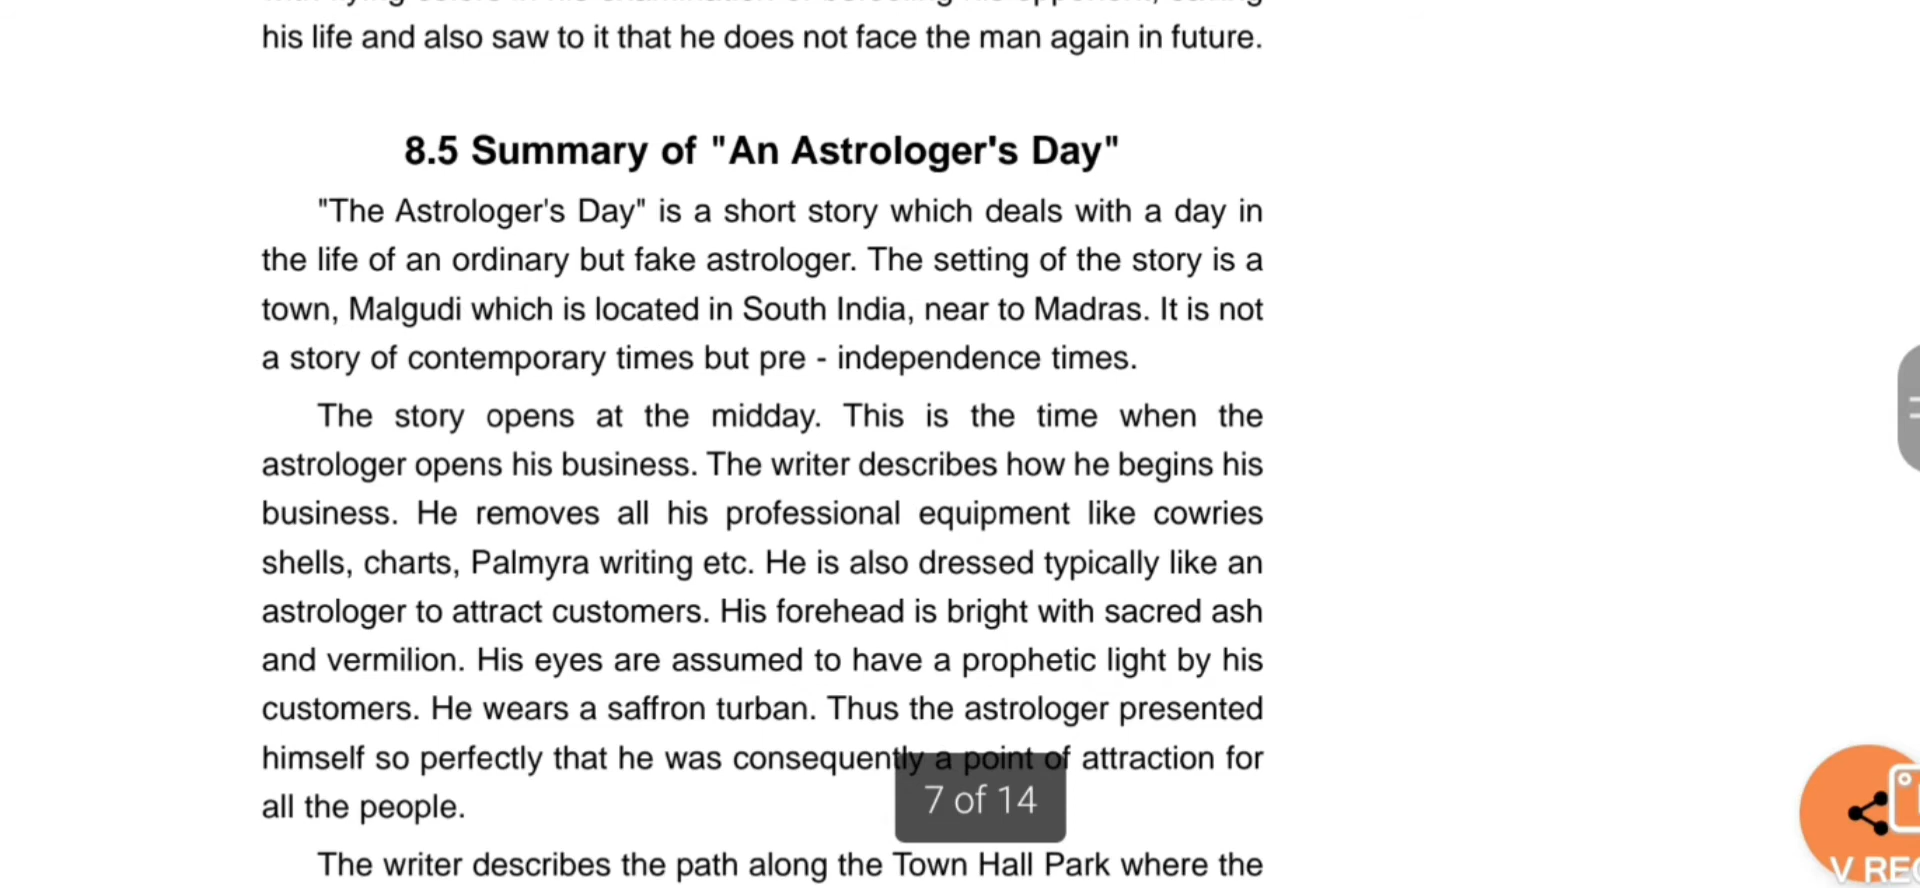 his life and also saw to it that he does not face the man again in future.
8.5 Summary of "An Astrologer's Day"
"The Astrologer's Day" is a short story which deals with a day in
the life of an ordinary but fake astrologer. The setting of the story is a
town, Malgudi which is located in South India, near to Madras. It is not
a story of contemporary times but pre - independence times.
The story opens at the midday. This is the time when the
astrologer opens his business. The writer describes how he begins his
business. He removes all his professional equipment like cowries
shells, charts, Palmyra writing etc. He is also dressed typically like an
astrologer to attract customers. His forehead is bright with sacred ash
and vermilion. His eyes are assumed to have a prophetic light by his
customers. He wears a saffron turban. Thus the astrologer presented
himself so perfectly that he was consequently a point of attraction for
all the people.
7 of 14
The writer describes the path along the Town Hall Park where the
V REC